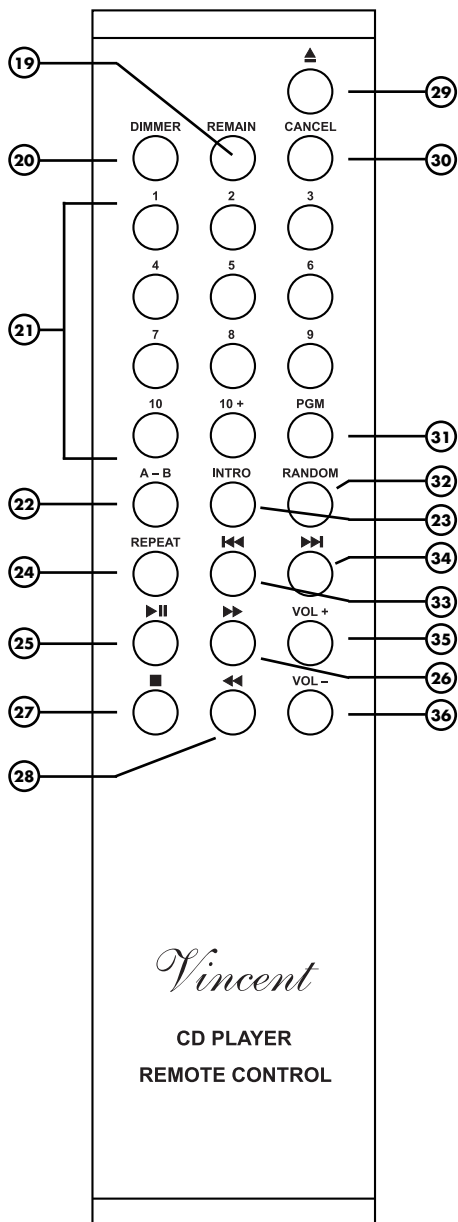 19
⏏
29
DIMMER REMAIN CANCEL
20 30
1 2 3
4 5 6
21
7 8 9
10 10 + PGM
31
A – B INTRO RANDOM
32
22 23
REPEAT ⏮ ⏭
34
24
33
▶⏸ ▶▶ VOL +
25 35
26
■ ◀◀ VOL –
27 36
28
Vincent
CD PLAYER
REMOTE CONTROL